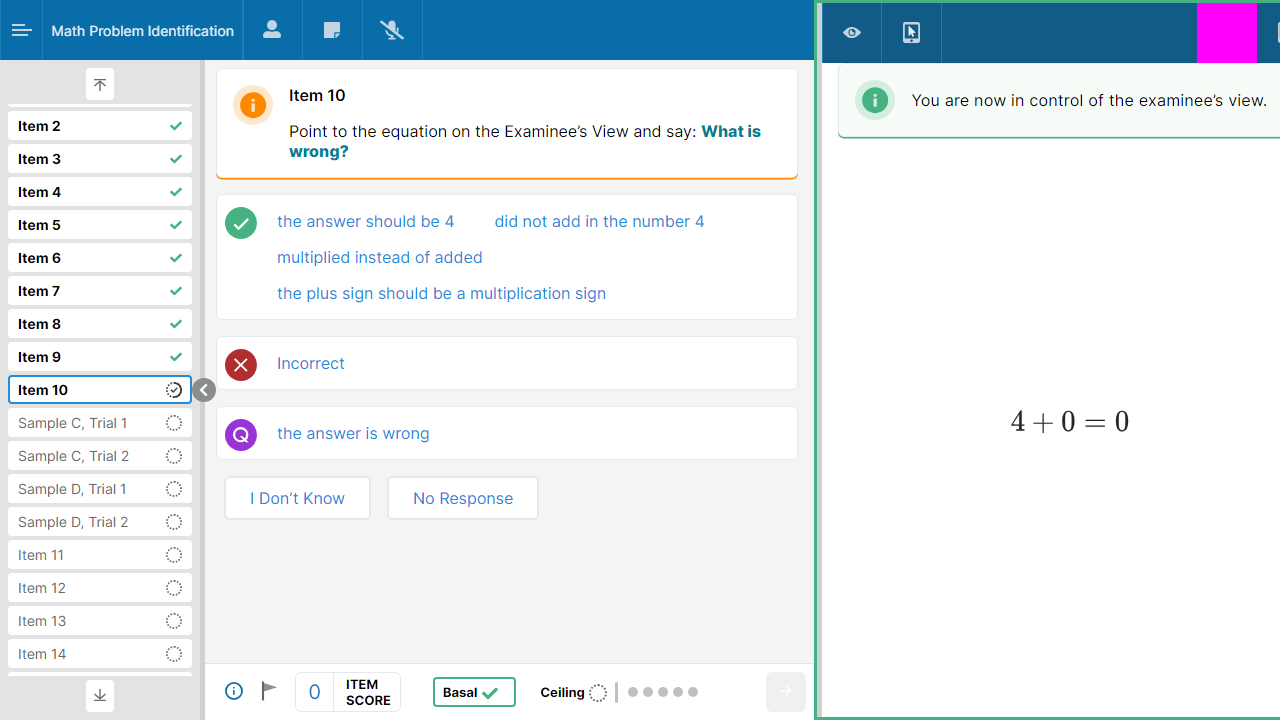 Math Problem Identification
Item 2
Item 3
Item 4
Item 5
Item 6
Item 7
Item 8
Item 9
Item 10
Sample C, Trial 1
Sample C, Trial 2
Sample D, Trial 1
Sample D, Trial 2
Item 11
Item 12
Item 13
Item 14
Item 10
Point to the equation on the Examinee’s View and say: What is
wrong?
the answer should be 4 did not add in the number 4
multiplied instead of added
the plus sign should be a multiplication sign
Incorrect
Q the answer is wrong
I Don’t Know No Response
0 ITEM
SCORE
Basal Ceiling
You are now in control of the examinee’s view.
4 + 0 = 0